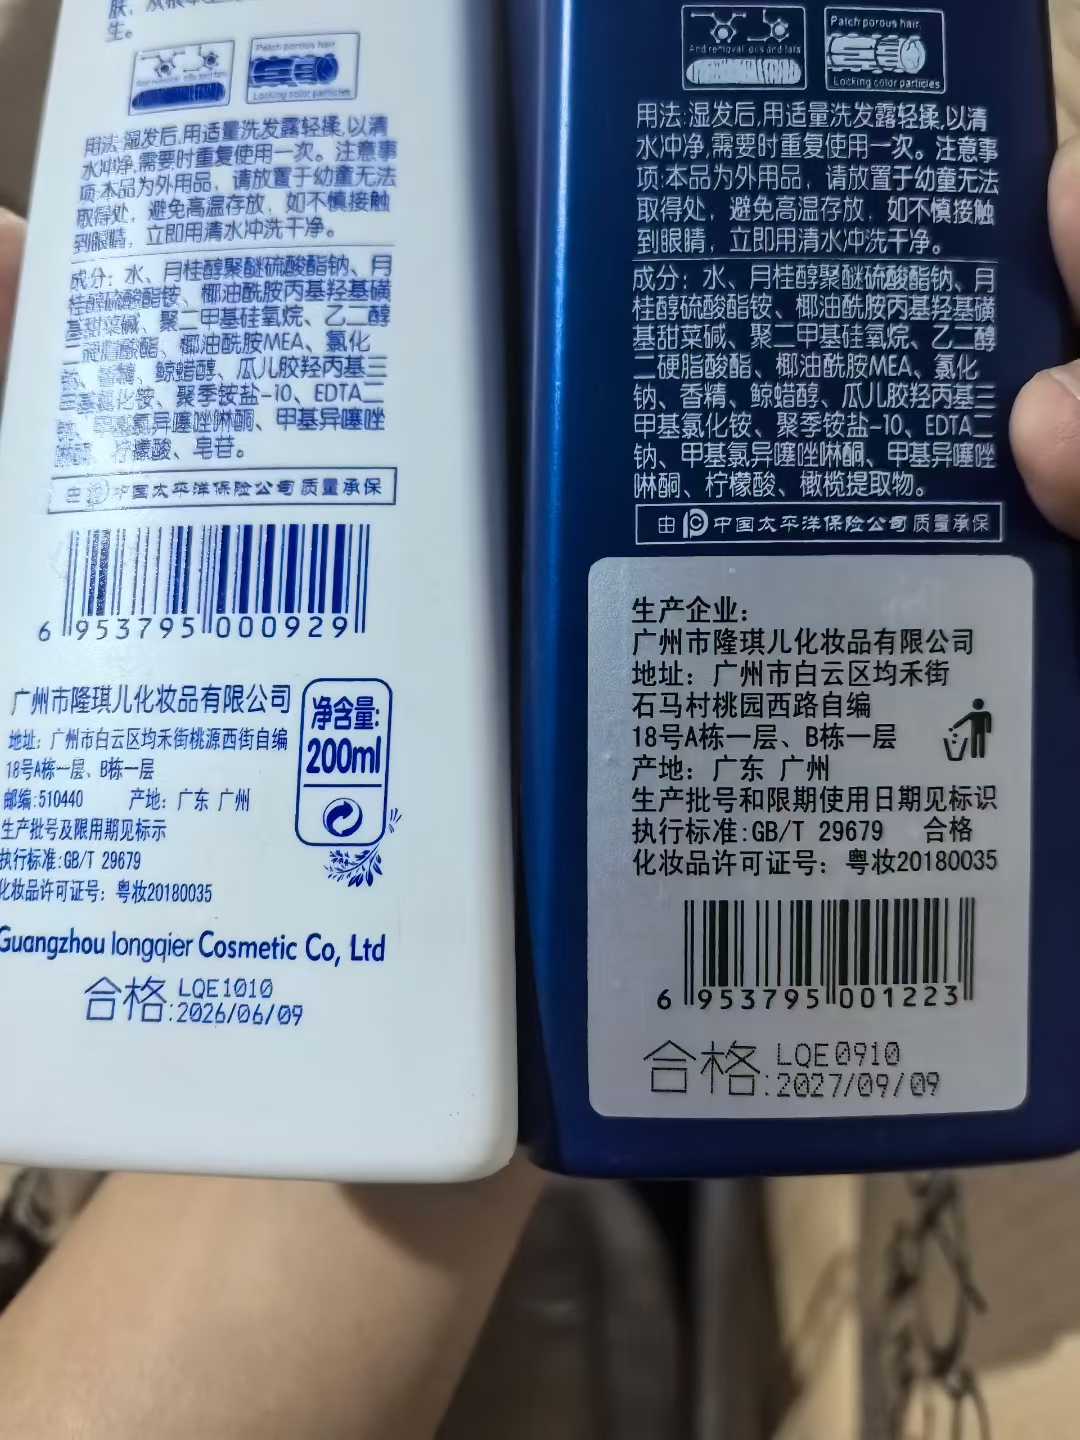 生。
And removal oils and fats
Patch porous hair
Locking color particles
用法:湿发后,用适量洗发露轻揉,以清
水冲净,需要时重复使用一次。注意事
项:本品为外用品，请放置于幼童无法
取得处，避免高温存放，如不慎接触
到眼睛，立即用清水冲洗干净。
成分：水、月桂醇聚醚硫酸酯钠、月
桂醇硫酸酯铵、椰油酰胺丙基羟基磺
基甜菜碱、聚二甲基硅氧烷、乙二醇
二硬脂酸酯、椰油酰胺MEA、氯化
钠、香精、鲸蜡醇、瓜儿胶羟丙基三
甲基氯化铵、聚季铵盐-10、EDTA二
钠、甲基氯异噻唑啉酮、甲基异噻唑
啉酮、柠檬酸、皂苷。
由 中国太平洋保险公司 质量承保
6 953795 000929
广州市隆琪儿化妆品有限公司
地址：广州市白云区均禾街桃源西街自编
18号A栋一层、B栋一层
邮编:510440 产地：广东 广州
生产批号及限用期见标示
执行标准:GB/T 29679
化妆品许可证号：粤妆20180035
净含量:
200ml
Guangzhou longqier Cosmetic Co, Ltd
合格:LQE1010
2026/06/09
And removal oils and fats
Patch porous hair
Locking color particles
用法:湿发后,用适量洗发露轻揉,以清
水冲净,需要时重复使用一次。注意事
项:本品为外用品，请放置于幼童无法
取得处，避免高温存放，如不慎接触
到眼睛，立即用清水冲洗干净。
成分：水、月桂醇聚醚硫酸酯钠、月
桂醇硫酸酯铵、椰油酰胺丙基羟基磺
基甜菜碱、聚二甲基硅氧烷、乙二醇
二硬脂酸酯、椰油酰胺MEA、氯化
钠、香精、鲸蜡醇、瓜儿胶羟丙基三
甲基氯化铵、聚季铵盐-10、EDTA二
钠、甲基氯异噻唑啉酮、甲基异噻唑
啉酮、柠檬酸、橄榄提取物。
由 中国太平洋保险公司 质量承保
生产企业：
广州市隆琪儿化妆品有限公司
地址：广州市白云区均禾街
石马村桃园西路自编
18号A栋一层、B栋一层
产地：广东 广州
生产批号和限期使用日期见标识
执行标准:GB/T 29679 合格
化妆品许可证号：粤妆20180035
6 953795 001223
合格:LQE0910
2027/09/09